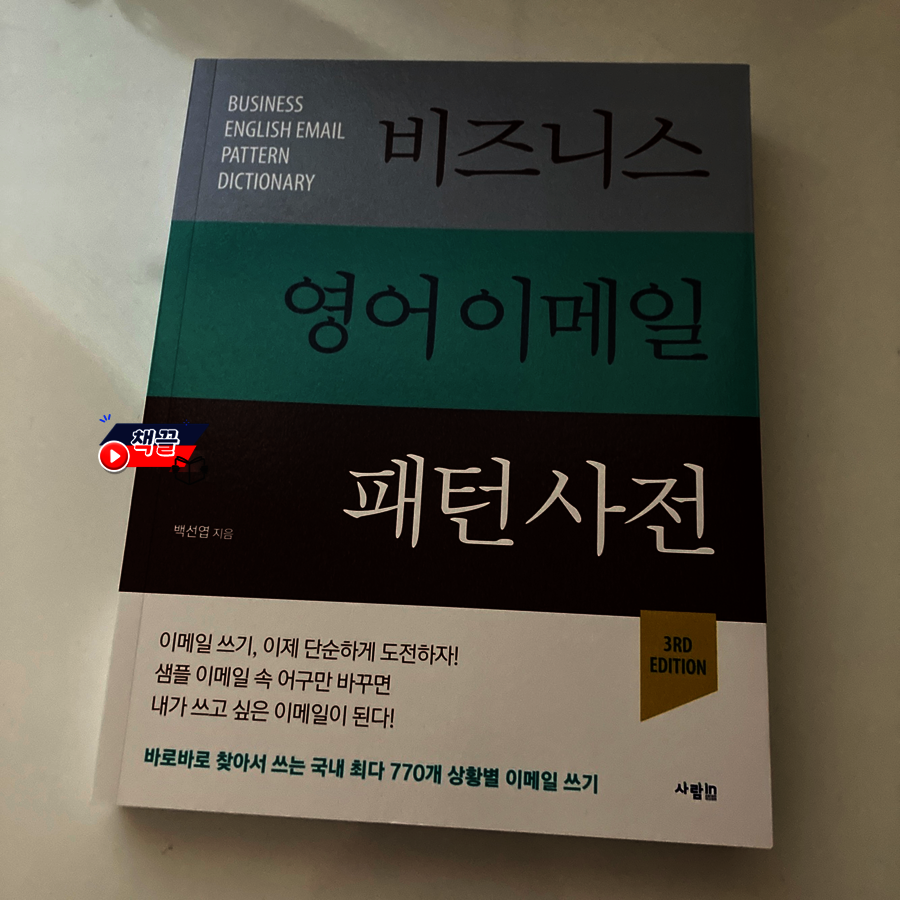 BUSINESS
ENGLISH EMAIL
PATTERN
DICTIONARY
비즈니스
영어 이메일
패턴 사전
책끌
백선엽 지음
3RD
EDITION
이메일 쓰기, 이제 단순하게 도전하자!
샘플 이메일 속 어구만 바꾸면
내가 쓰고 싶은 이메일이 된다!
바로바로 찾아서 쓰는 국내 최다 770개 상황별 이메일 쓰기
사람in